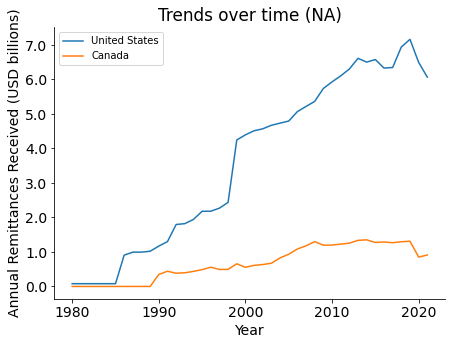 Trends over time (NA)
United States
Canada
Annual Remittances Received (USD billions)
7.0
6.0
5.0
4.0
3.0
2.0
1.0
0.0
1980 1990 2000 2010 2020
Year